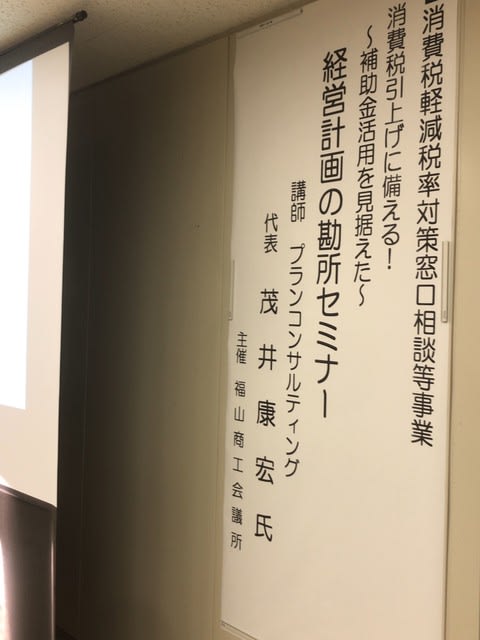 消費税軽減税率対策窓口相談等事業
消費税引上げに備える！
～補助金活用を見据えた～
経営計画の勘所セミナー
講師　プランコンサルティング
代表　茂井康宏氏
主催　福山商工会議所